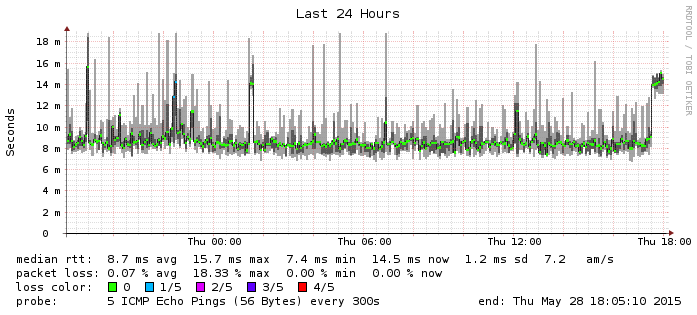 Last 24 Hours
RRDTOOL / TOBI OETIKER
Seconds
18 m
16 m
14 m
12 m
10 m
8 m
6 m
4 m
2 m
0
Thu 00:00 Thu 06:00 Thu 12:00 Thu 18:00
median rtt: 8.7 ms avg 15.7 ms max 7.4 ms min 14.5 ms now 1.2 ms sd 7.2 am/s
packet loss: 0.07 % avg 18.33 % max 0.00 % min 0.00 % now
loss color: 0 1/5 2/5 3/5 4/5
probe: 5 ICMP Echo Pings (56 Bytes) every 300s end: Thu May 28 18:05:10 2015